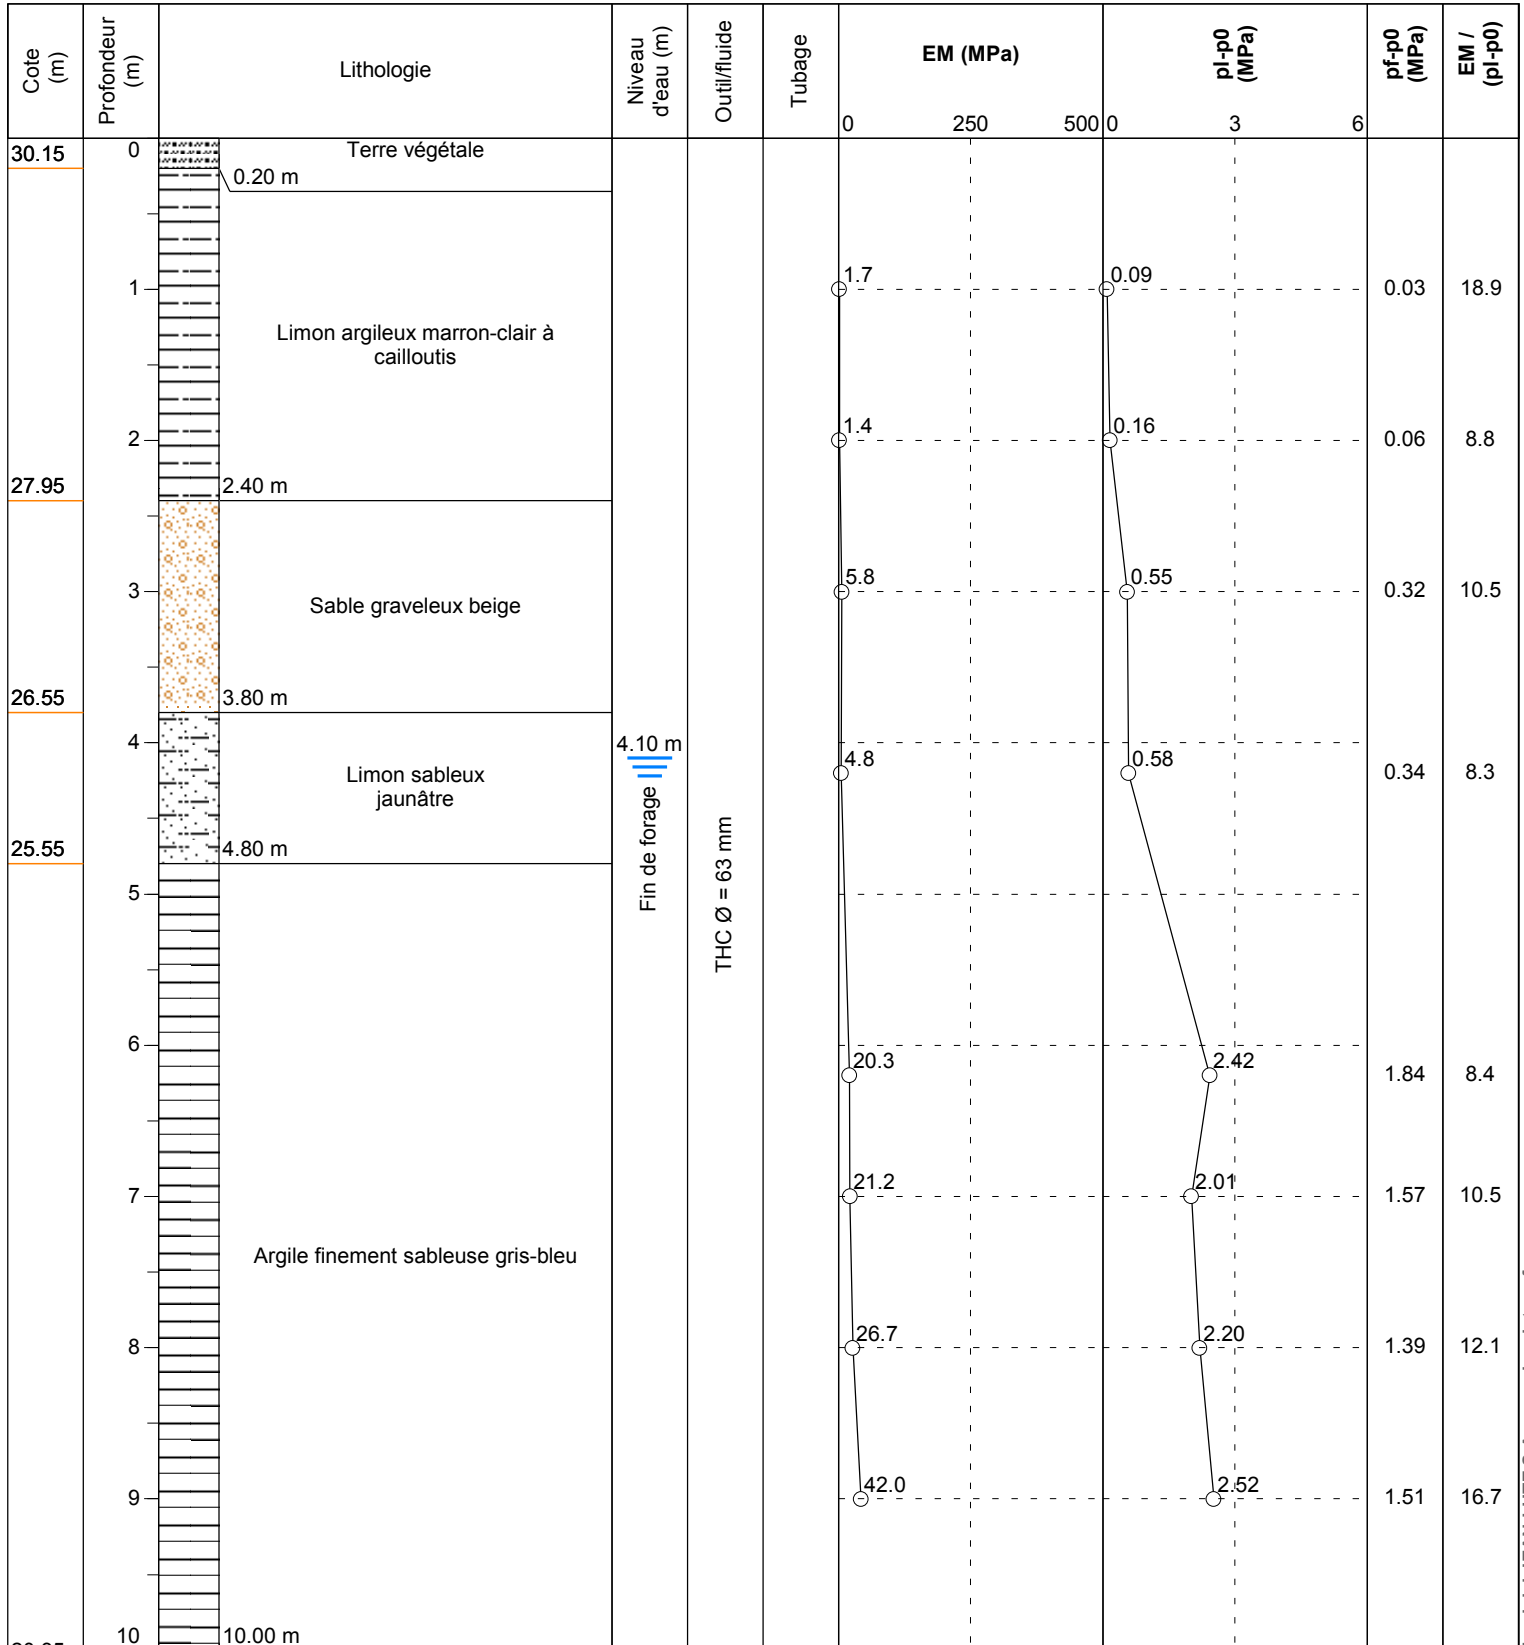 Cote (m)
Profondeur (m)
Lithologie
Niveau d'eau (m)
Outil/fluide
Tubage
EM (MPa)
pl-p0 (MPa)
pf-p0 (MPa)
EM / (pl-p0)
0 250 500 0 3 6
30.15 0 Terre végétale
0.20 m
1 1.7 0.09 0.03 18.9
Limon argileux marron-clair à
cailloutis
2 1.4 0.16 0.06 8.8
27.95 2.40 m
3 5.8 0.55 0.32 10.5
Sable graveleux beige
26.55 3.80 m
4 4.10 m
Limon sableux
jaunâtre
4.8 0.58 0.34 8.3
Fin de forage
THC Ø = 63 mm
25.55 4.80 m
5
6
20.3 2.42 1.84 8.4
7 21.2 2.01 1.57 10.5
Argile finement sableuse gris-bleu
8 26.7 2.20 1.39 12.1
9 42.0 2.52 1.51 16.7
10 10.00 m